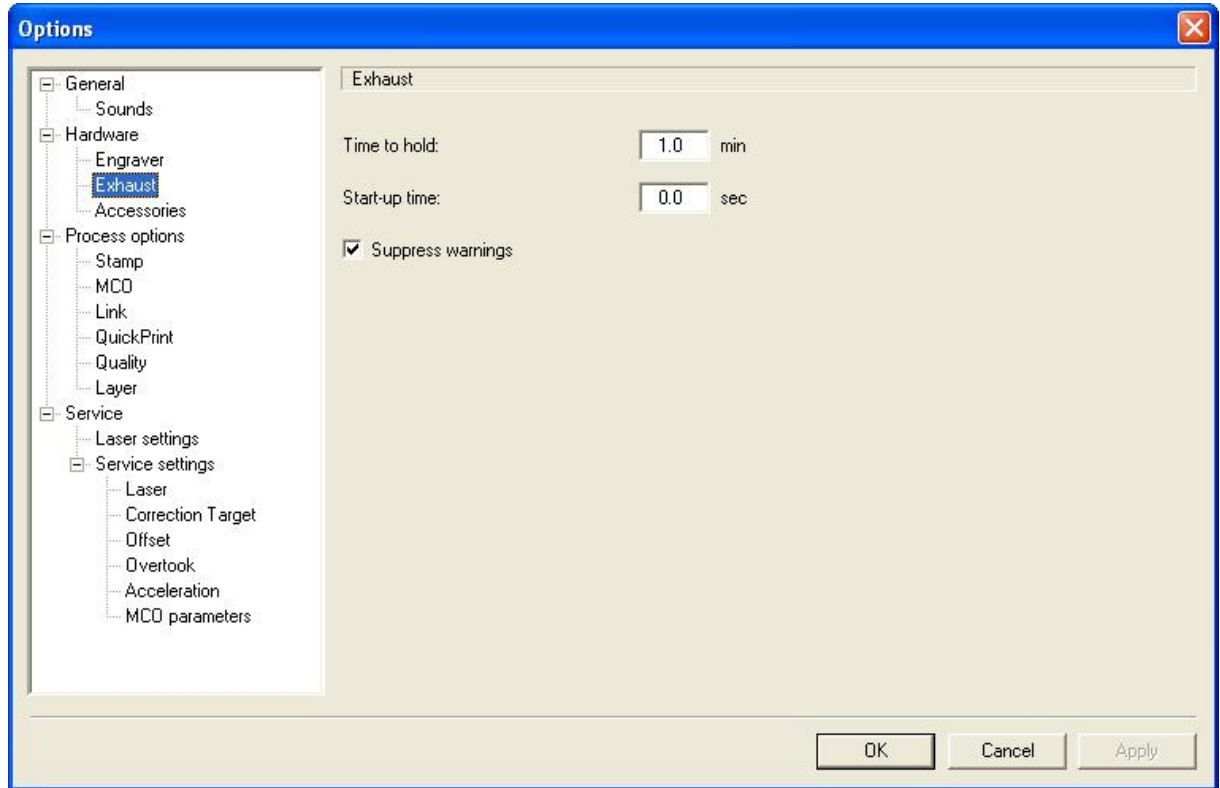 Options
General
Sounds
Hardware
Engraver
Exhaust
Accessories
Process options
Stamp
MCO
Link
QuickPrint
Quality
Layer
Service
Laser settings
Service settings
Laser
Correction Target
Offset
Overtook
Acceleration
MCO parameters
Exhaust
Time to hold: 1.0 min
Start-up time: 0.0 sec
Suppress warnings
OK Cancel Apply